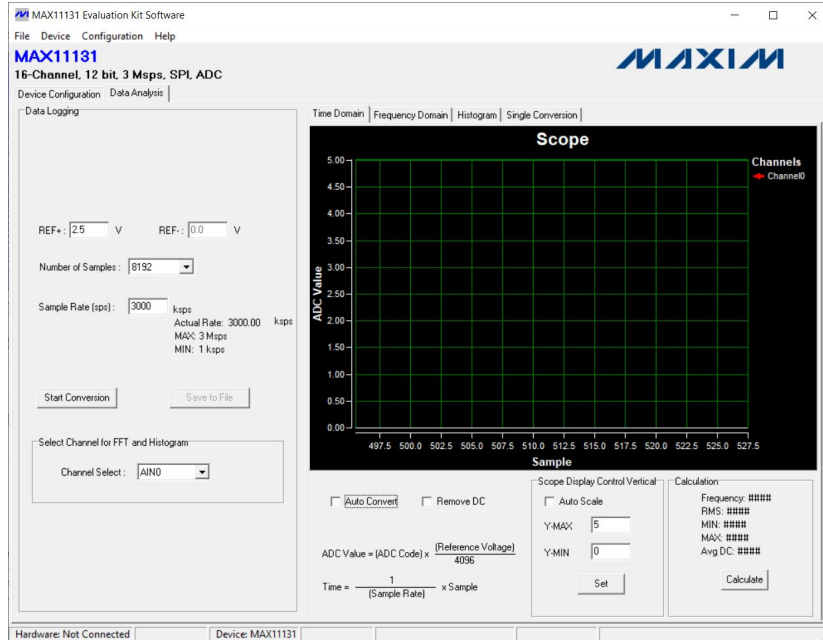 MAX11131 Evaluation Kit Software
File Device Configuration Help
MAX11131
16-Channel, 12 bit, 3 Msps, SPI, ADC
MAXIM
Device Configuration Data Analysis
Data Logging
REF+: 2.5 V REF-: 0.0 V
Number of Samples : 8192
Sample Rate (sps) : 3000 ksps
Actual Rate: 3000.00 ksps
MAX: 3 Msps
MIN: 1 ksps
Start Conversion Save to File
Select Channel for FFT and Histogram
Channel Select : AIN0
Time Domain Frequency Domain Histogram Single Conversion
Scope
Channels
Channel0
ADC Value
5.00
4.50
4.00
3.50
3.00
2.50
2.00
1.50
1.00
0.50
0.00
497.5 500.0 502.5 505.0 507.5 510.0 512.5 515.0 517.5 520.0 522.5 525.0 527.5
Sample
Auto Convert Remove DC
ADC Value = (ADC Code) x (Reference Voltage)
4096
Time = 1 x Sample
(Sample Rate)
Scope Display Control Vertical
Auto Scale
Y-MAX 5
Y-MIN 0
Set
Calculation
Frequency: ####
RMS: ####
MIN: ####
MAX: ####
Avg DC: ####
Calculate
Hardware: Not Connected Device: MAX11131